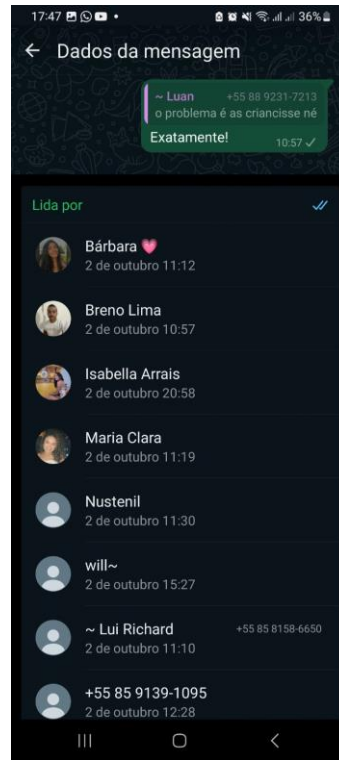 17:47
36%
Dados da mensagem
~ Luan +55 88 9231-7213
o problema é as criancisse né
Exatamente!
10:57
Lida por
Bárbara
2 de outubro 11:12
Breno Lima
2 de outubro 10:57
Isabella Arrais
2 de outubro 20:58
Maria Clara
2 de outubro 11:19
Nustenil
2 de outubro 11:30
will~
2 de outubro 15:27
~ Lui Richard +55 85 8158-6650
2 de outubro 11:10
+55 85 9139-1095
2 de outubro 12:28